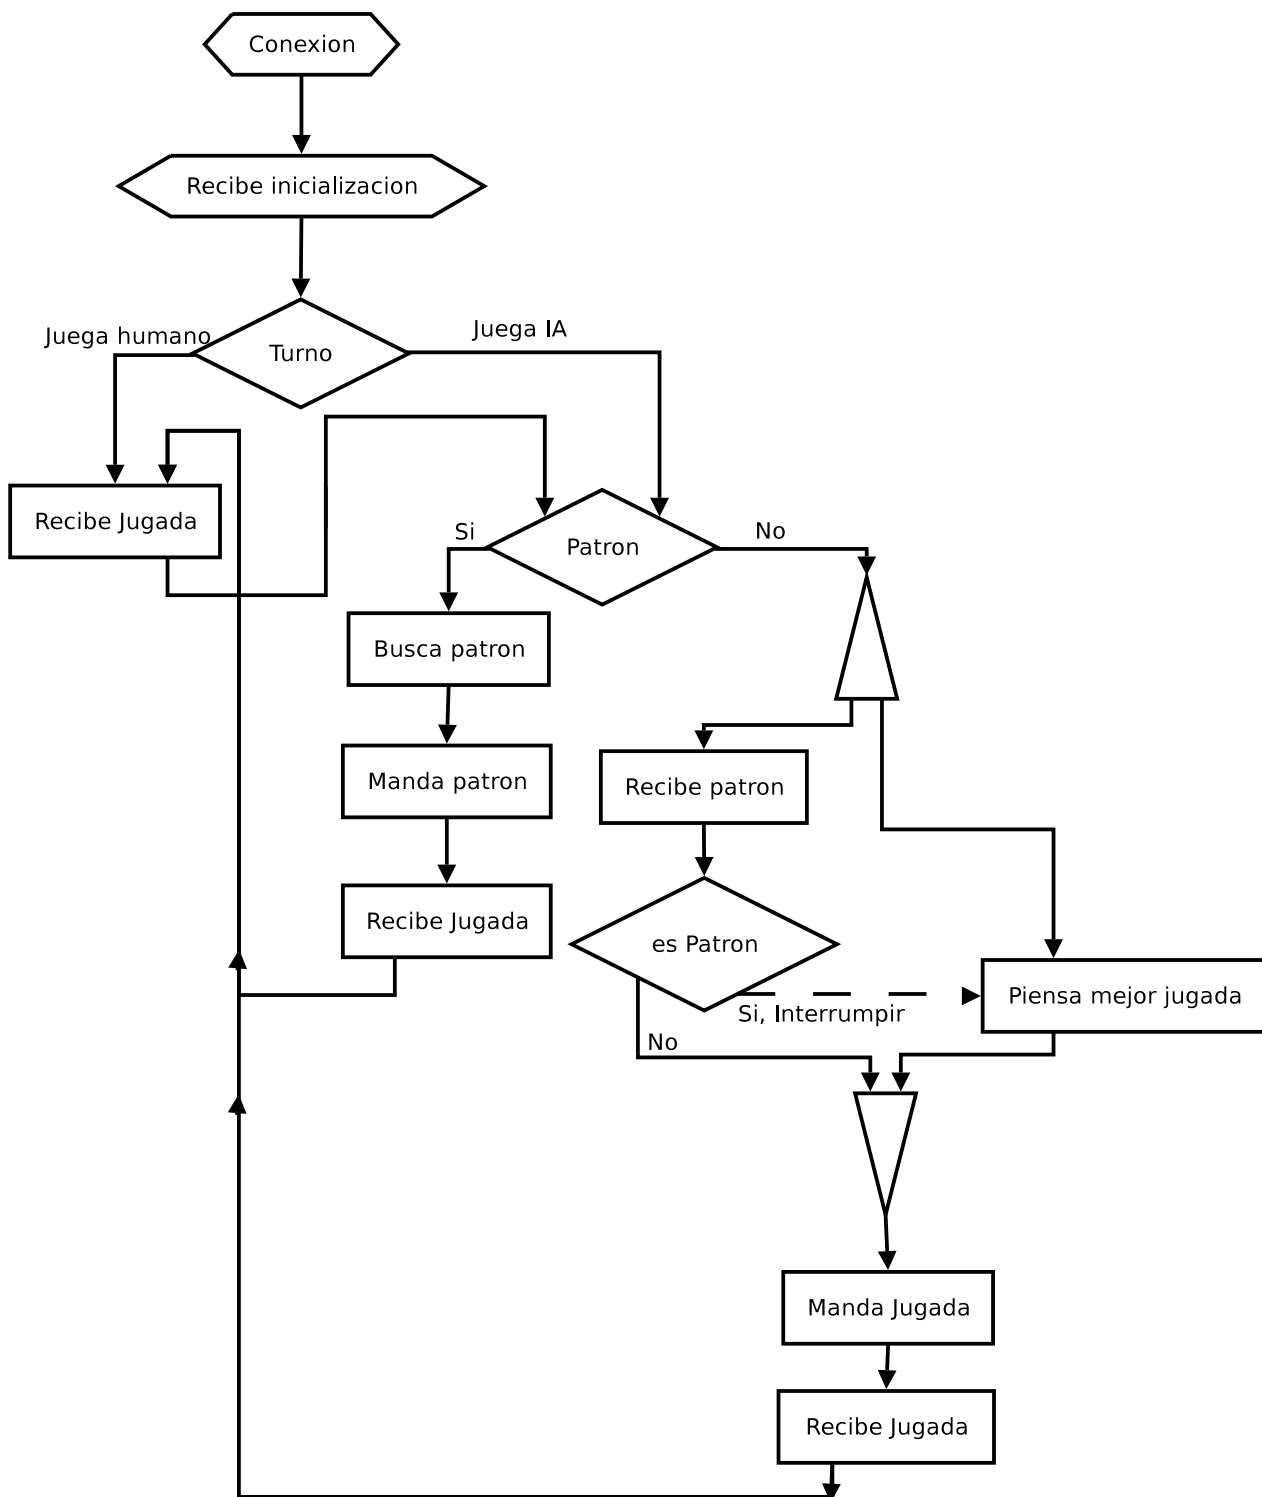 Conexion
Recibe inicializacion
Juega humano
Turno
Juega IA
Recibe Jugada
Si
Patron
No
Busca patron
Manda patron
Recibe patron
Recibe Jugada
es Patron
Si, Interrumpir
Piensa mejor jugada
No
Manda Jugada
Recibe Jugada